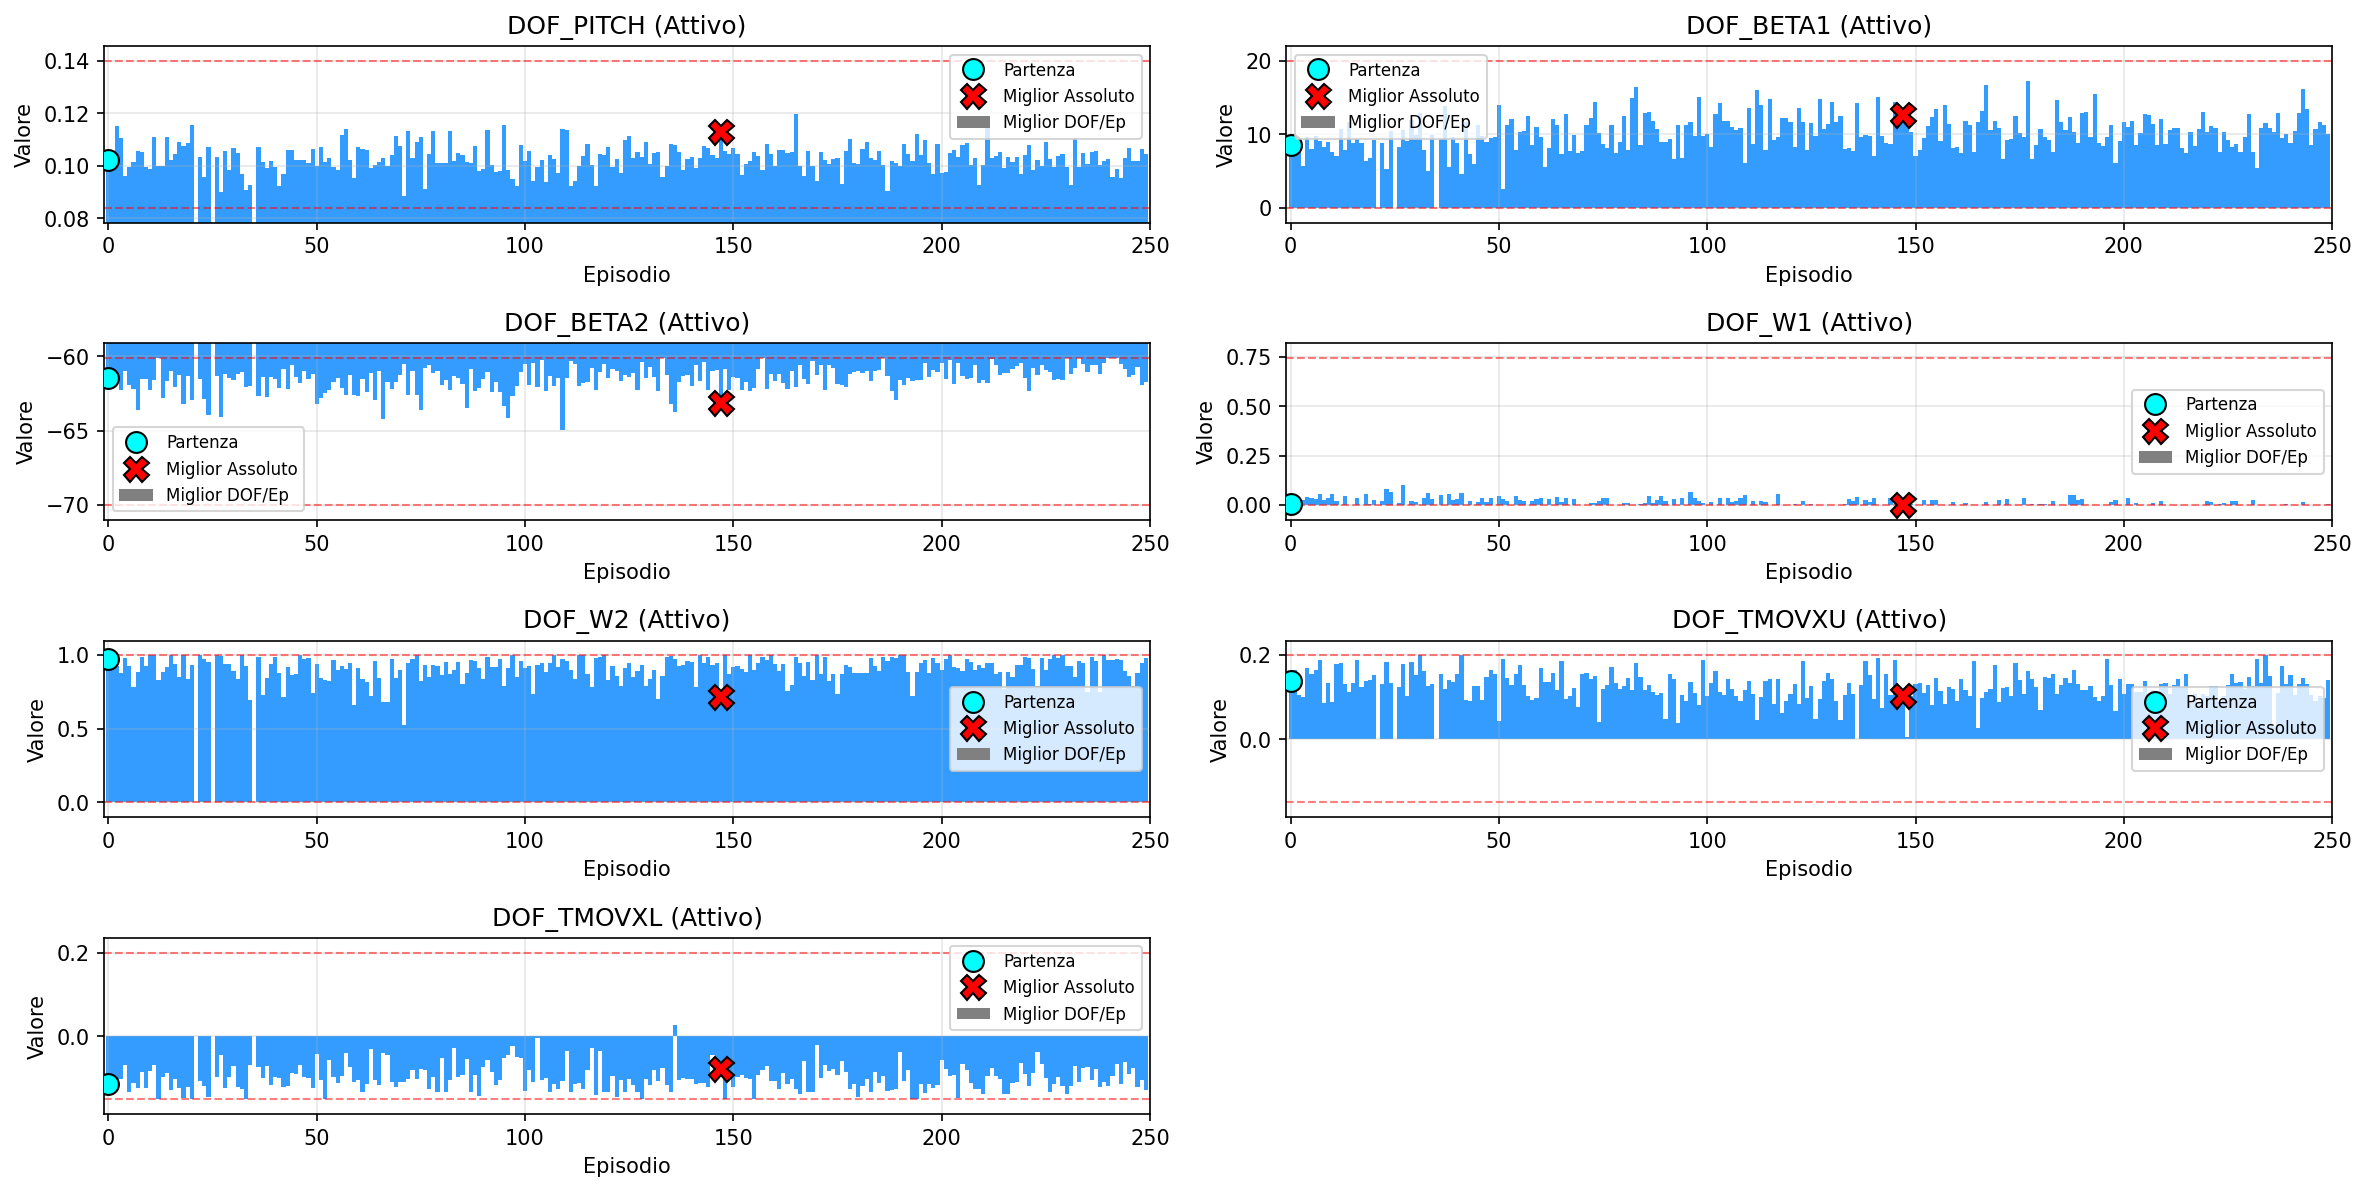 DOF_PITCH (Attivo)
0.14
0.12
0.10
0.08
Valore
Partenza
Miglior Assoluto
Miglior DOF/Ep
0 50 100 150 200 250
Episodio
DOF_BETA1 (Attivo)
20
10
0
Valore
Partenza
Miglior Assoluto
Miglior DOF/Ep
0 50 100 150 200 250
Episodio
DOF_BETA2 (Attivo)
−60
−65
−70
Valore
Partenza
Miglior Assoluto
Miglior DOF/Ep
0 50 100 150 200 250
Episodio
DOF_W1 (Attivo)
0.75
0.50
0.25
0.00
Valore
Partenza
Miglior Assoluto
Miglior DOF/Ep
0 50 100 150 200 250
Episodio
DOF_W2 (Attivo)
1.0
0.5
0.0
Valore
Partenza
Miglior Assoluto
Miglior DOF/Ep
0 50 100 150 200 250
Episodio
DOF_TMOVXU (Attivo)
0.2
0.0
Valore
Partenza
Miglior Assoluto
Miglior DOF/Ep
0 50 100 150 200 250
Episodio
DOF_TMOVXL (Attivo)
0.2
0.0
Valore
Partenza
Miglior Assoluto
Miglior DOF/Ep
0 50 100 150 200 250
Episodio